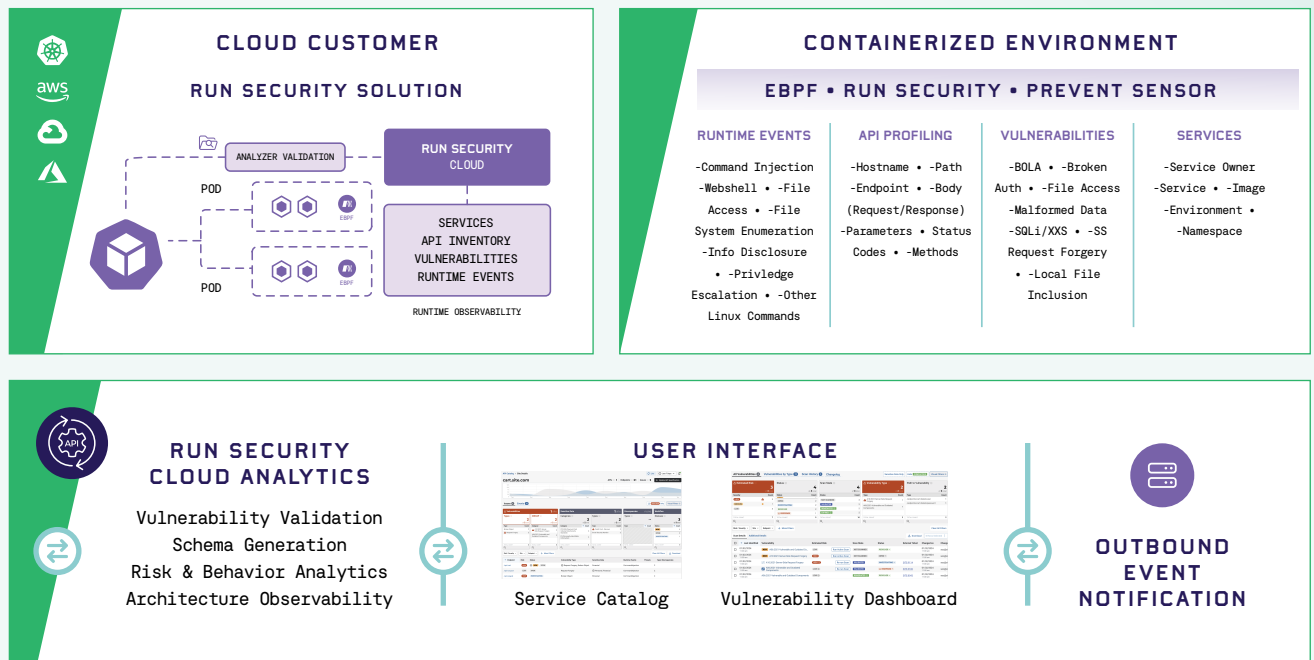 aws
CLOUD CUSTOMER
RUN SECURITY SOLUTION
ANALYZER VALIDATION
RUN SECURITY
CLOUD
POD
EBPF
SERVICES
API INVENTORY
VULNERABILITIES
RUNTIME EVENTS
EBPF
POD
RUNTIME OBSERVABILITY
CONTAINERIZED ENVIRONMENT
EBPF • RUN SECURITY • PREVENT SENSOR
RUNTIME EVENTS
-Command Injection
-Webshell • -File
Access • -File
System Enumeration
-Info Disclosure
• -Privledge
Escalation • -Other
Linux Commands
API PROFILING
-Hostname • -Path
-Endpoint • -Body
(Request/Response)
-Parameters • Status
Codes • -Methods
VULNERABILITIES
-BOLA • -Broken
Auth • -File Access
-Malformed Data
-SQLi/XXS • -SS
Request Forgery
• -Local File
Inclusion
SERVICES
-Service Owner
-Service • -Image
-Environment •
-Namespace
API
RUN SECURITY
CLOUD ANALYTICS
Vulnerability Validation
Schema Generation
Risk & Behavior Analytics
Architecture Observability
USER INTERFACE
cart.site.com
Service Catalog
Vulnerability Dashboard
OUTBOUND
EVENT
NOTIFICATION